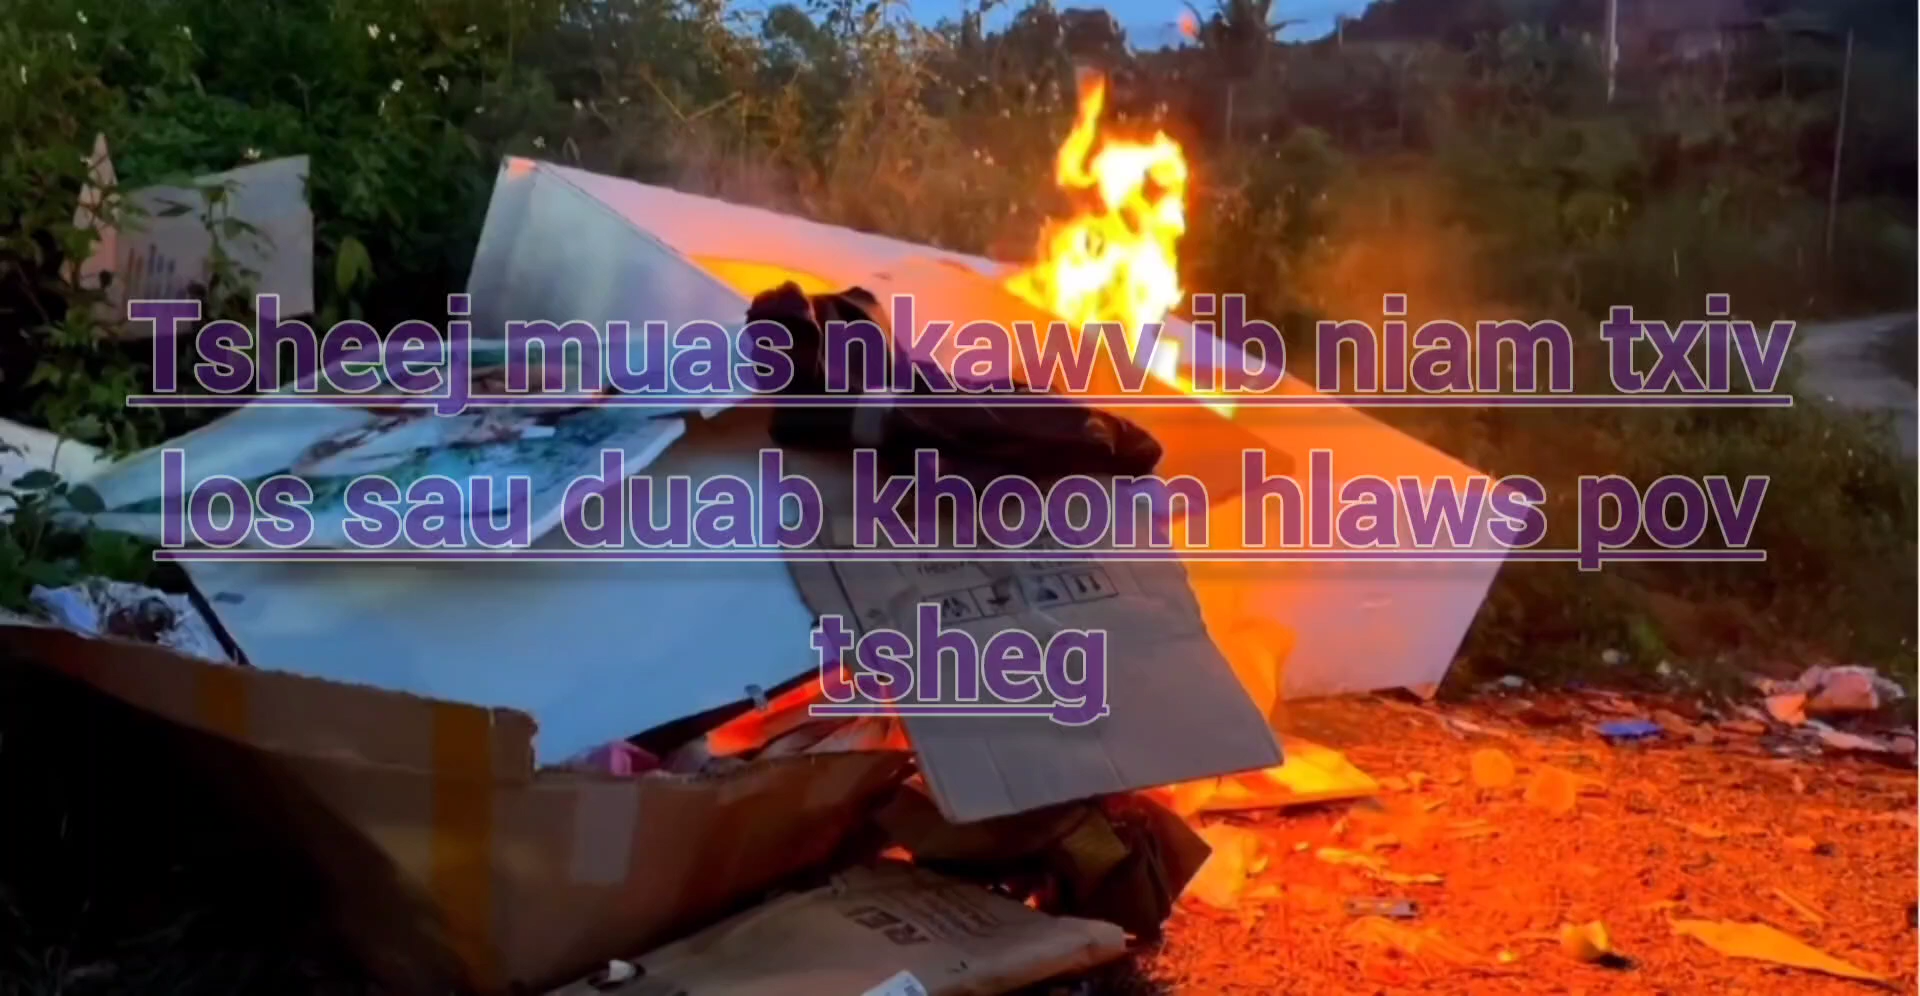 Tsheej muas nkawv ib niam txiv
los sau duab khoom hlaws pov
tsheg